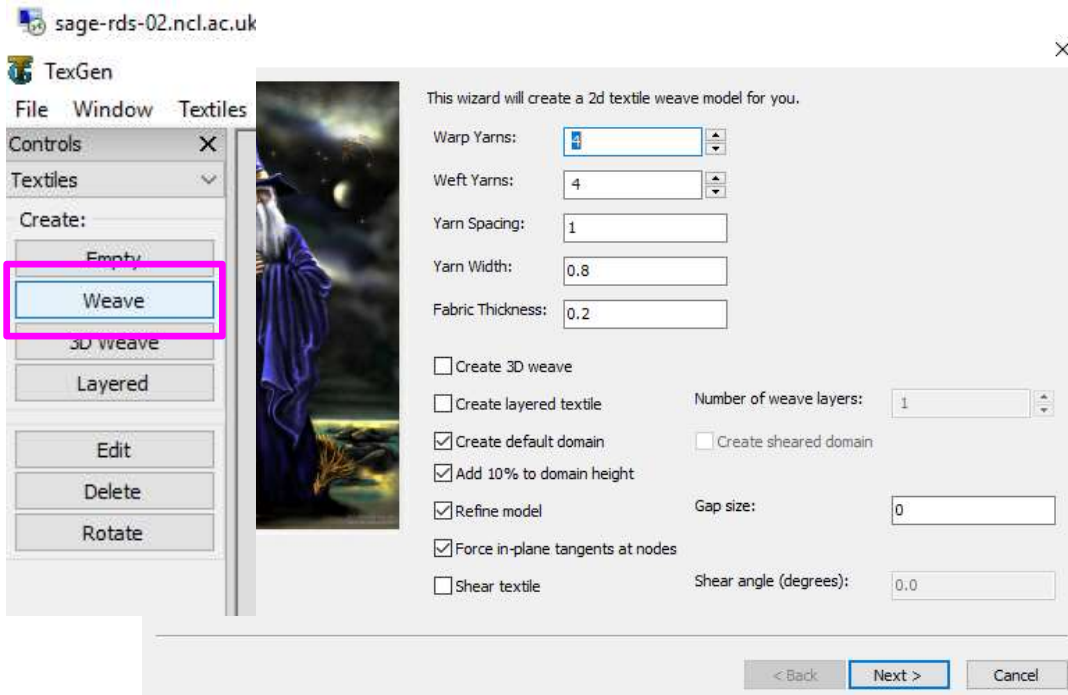 sage-rds-02.ncl.ac.uk
TexGen
File Window Textiles
Controls
Textiles
Create:
Empty
Weave
3D Weave
Layered
Edit
Delete
Rotate
This wizard will create a 2d textile weave model for you.
Warp Yarns: 4
Weft Yarns: 4
Yarn Spacing: 1
Yarn Width: 0.8
Fabric Thickness: 0.2
Create 3D weave
Create layered textile Number of weave layers: 1
Create default domain Create sheared domain
Add 10% to domain height
Refine model Gap size: 0
Force in-plane tangents at nodes
Shear textile Shear angle (degrees): 0.0
< Back Next > Cancel